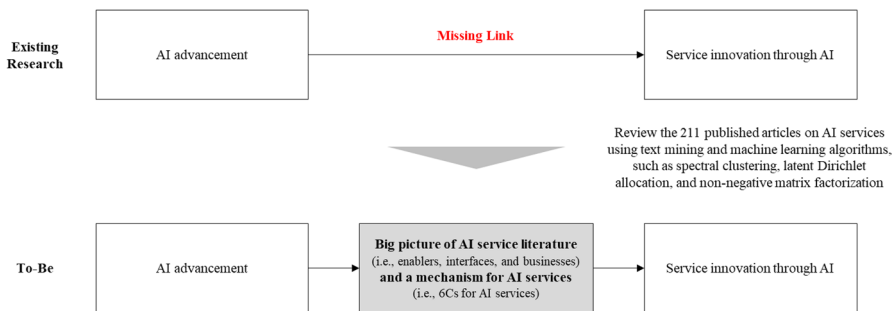 Existing
Research
AI advancement
Missing Link
Service innovation through AI
Review the 211 published articles on AI services
using text mining and machine learning algorithms,
such as spectral clustering, latent Dirichlet
allocation, and non-negative matrix factorization
To-Be
AI advancement
Big picture of AI service literature
(i.e., enablers, interfaces, and businesses)
and a mechanism for AI services
(i.e., 6Cs for AI services)
Service innovation through AI